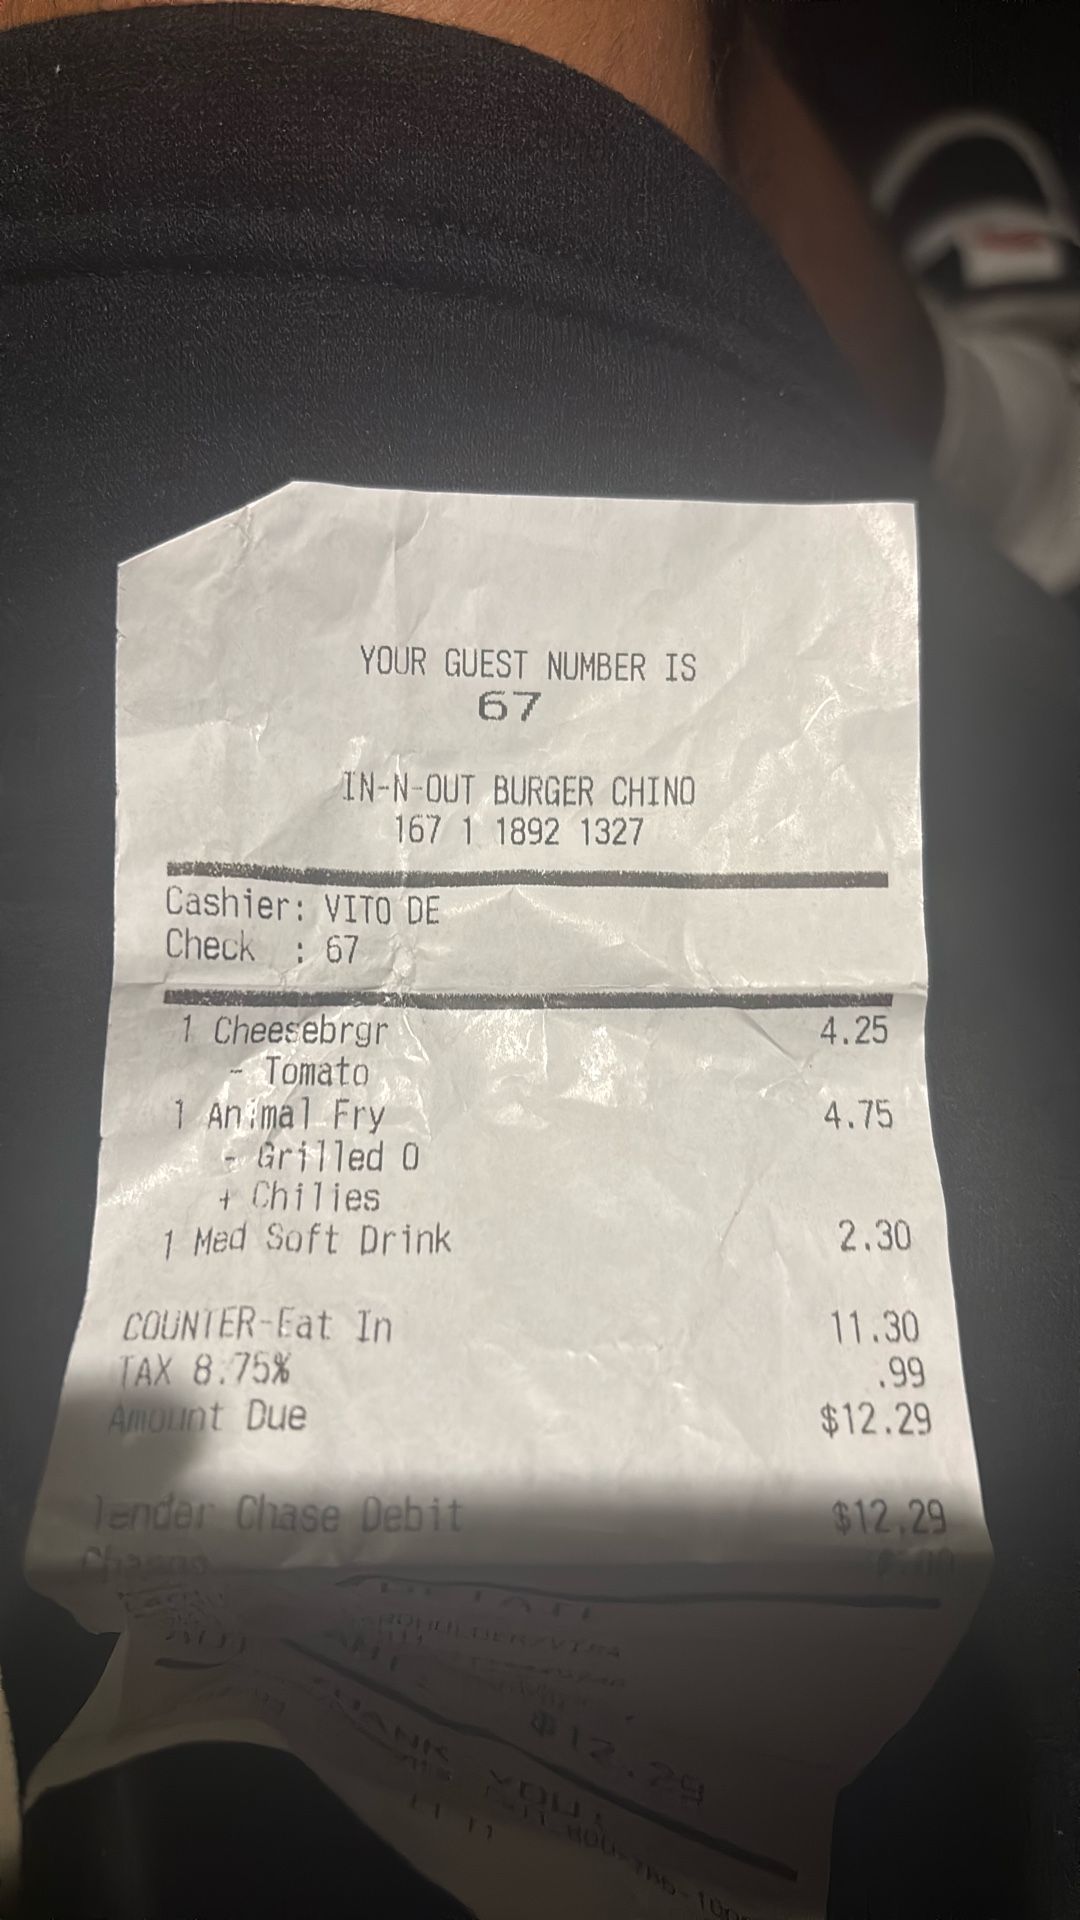 YOUR GUEST NUMBER IS
67
IN-N-OUT BURGER CHINO
167 1 1892 1327
Cashier: VITO DE
Check : 67
1 Cheesebrgr 4.25
- Tomato
1 Animal Fry 4.75
- Grilled O
+ Chilies
1 Med Soft Drink 2.30
COUNTER-Eat In 11.30
TAX 8.75% .99
Amount Due $12.29
Tender Chase Debit $12.29
Change
$12.29
THANK YOU!